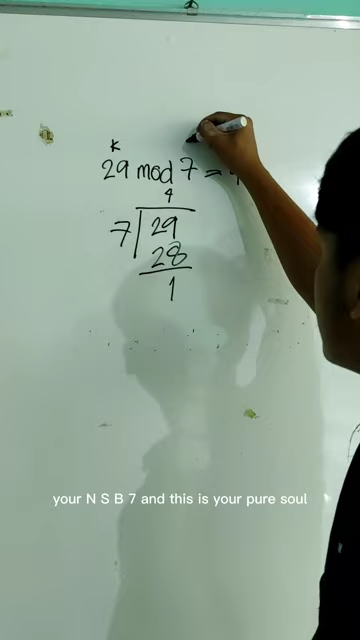 K
29 mod 7 =
4
7 29
28
1
your N S B 7 and this is your pure soul